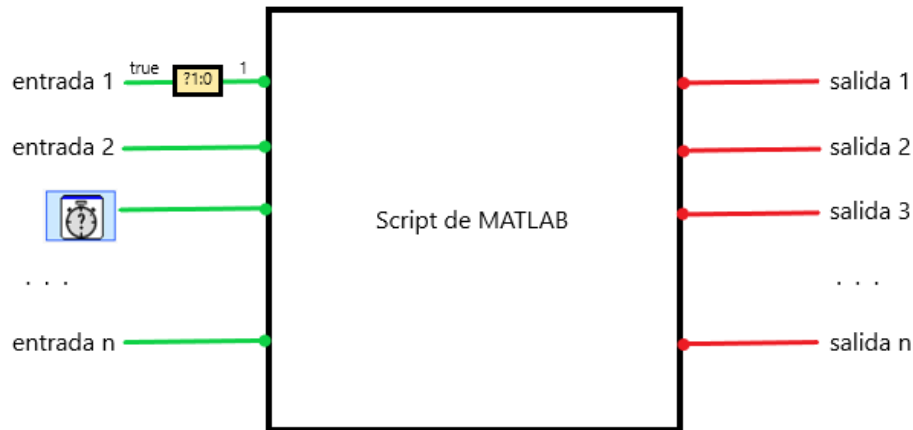 true
entrada 1
?1:0
1
salida 1
entrada 2
salida 2
?
Script de MATLAB
salida 3
. . .
. . .
entrada n
salida n